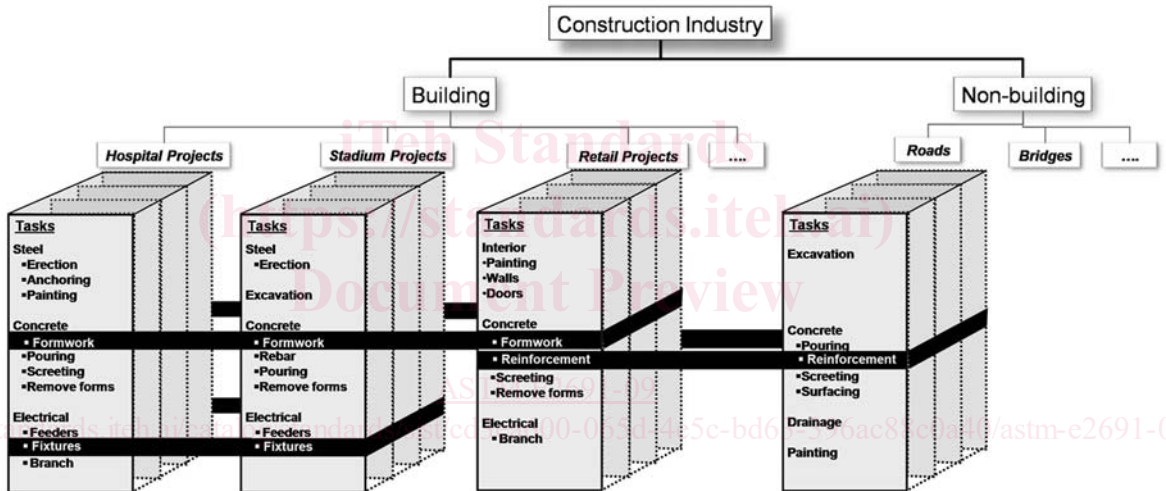 Construction Industry
Building
Non-building
Hospital Projects
Stadium Projects
Retail Projects
....
Roads
Bridges
....
iTeh Standards
(https://standards.iteh.ai)
Document Preview
Tasks
Steel
▪Erection
▪Anchoring
▪Painting
Concrete
▪ Formwork
▪Pouring
▪Screeting
▪Remove forms
Electrical
▪ Feeders
▪ Fixtures
▪ Branch
Tasks
Steel
▪Erection
Excavation
Concrete
▪ Formwork
▪Rebar
▪Pouring
▪Remove forms
Electrical
▪Feeders
▪ Fixtures
Tasks
Interior
•Painting
•Walls
•Doors
Concrete
▪ Formwork
▪ Reinforcement
▪Screeting
▪Remove forms
Electrical
▪ Branch
Tasks
Excavation
Concrete
▪ Pouring
▪ Reinforcement
▪Screeting
▪Surfacing
Drainage
Painting